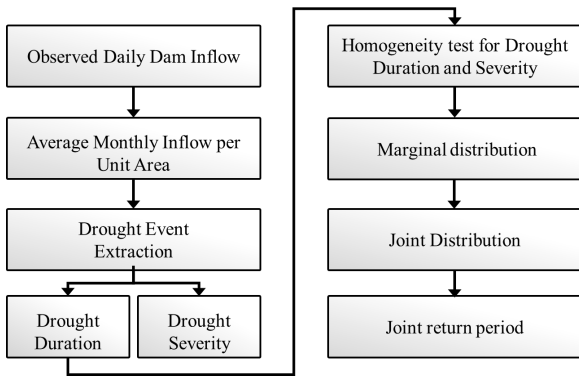 Observed Daily Dam Inflow
Average Monthly Inflow per
Unit Area
Drought Event
Extraction
Drought
Duration
Drought
Severity
Homogeneity test for Drought
Duration and Severity
Marginal distribution
Joint Distribution
Joint return period